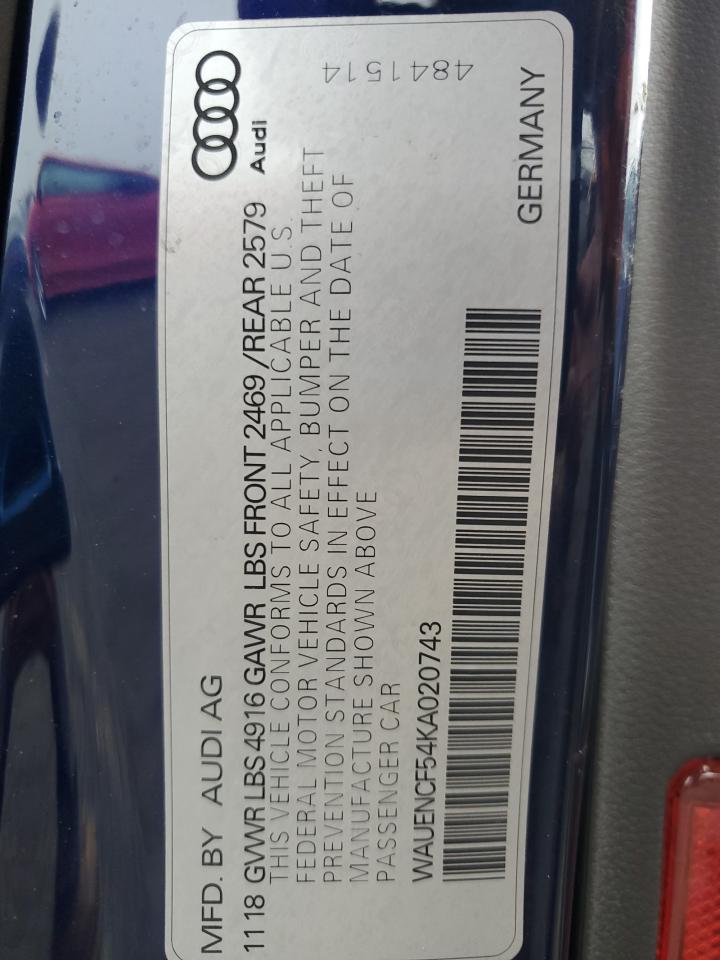 MFD. BY AUDI AG
Audi
1118 GVWR LBS 4916 GAWR LBS FRONT 2469 /REAR 2579
THIS VEHICLE CONFORMS TO ALL APPLICABLE U.S.
FEDERAL MOTOR VEHICLE SAFETY, BUMPER AND THEFT
PREVENTION STANDARDS IN EFFECT ON THE DATE OF
MANUFACTURE SHOWN ABOVE
PASSENGER CAR
4841514
WAUENCF54KA020743
GERMANY